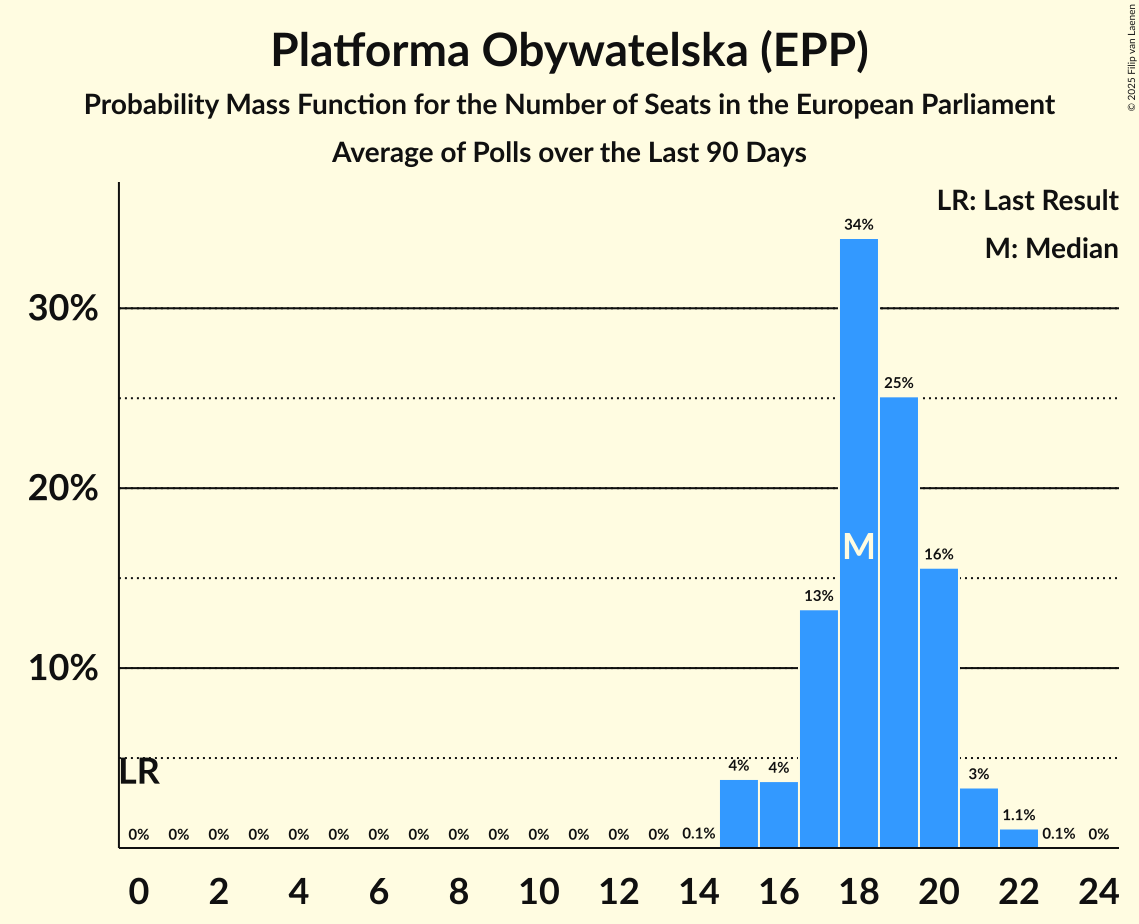 Platforma Obywatelska (EPP)
Probability Mass Function for the Number of Seats in the European Parliament
Average of Polls over the Last 90 Days
© 2025 Filip van Laenen
LR: Last Result
M: Median
30%
20%
10%
LR
M
0% 0% 0% 0% 0% 0% 0% 0% 0% 0% 0% 0% 0% 0% 0.1% 4% 4% 13% 34% 25% 16% 3% 1.1% 0.1% 0%
0 2 4 6 8 10 12 14 16 18 20 22 24